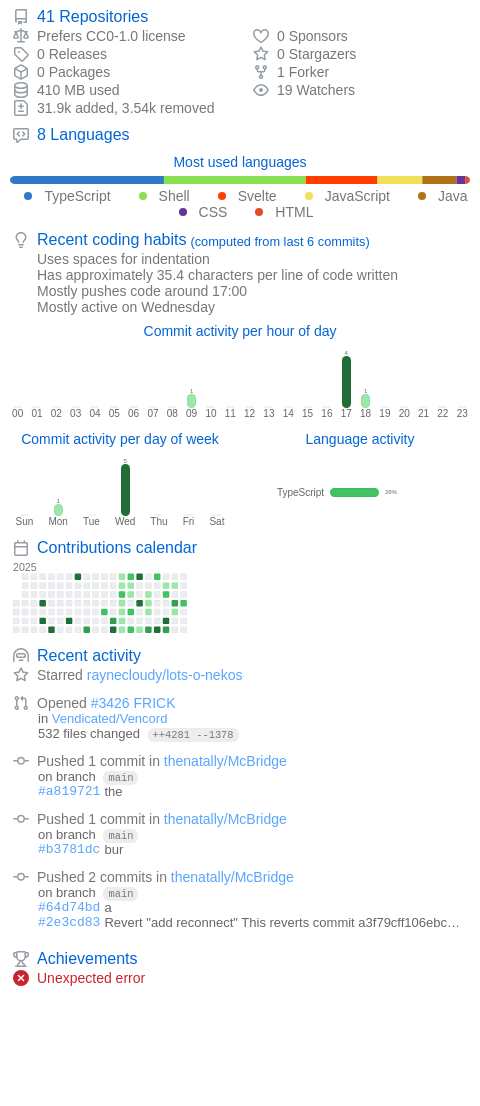 41 Repositories
Prefers CC0-1.0 license
0 Sponsors
0 Releases
0 Stargazers
0 Packages
1 Forker
410 MB used
19 Watchers
31.9k added, 3.54k removed
8 Languages
Most used languages
TypeScript Shell Svelte JavaScript Java
CSS HTML
Recent coding habits (computed from last 6 commits)
Uses spaces for indentation
Has approximately 35.4 characters per line of code written
Mostly pushes code around 17:00
Mostly active on Wednesday
Commit activity per hour of day
1 4 1
00 01 02 03 04 05 06 07 08 09 10 11 12 13 14 15 16 17 18 19 20 21 22 23
Commit activity per day of week
1 5
Sun Mon Tue Wed Thu Fri Sat
Language activity
TypeScript 26%
Contributions calendar
2025
Recent activity
Starred raynecloudy/lots-o-nekos
Opened #3426 FRICK
in Vendicated/Vencord
532 files changed ++4281 --1378
Pushed 1 commit in thenatally/McBridge
on branch main
#a819721 the
Pushed 1 commit in thenatally/McBridge
on branch main
#b3781dc bur
Pushed 2 commits in thenatally/McBridge
on branch main
#64d74bd a
#2e3cd83 Revert "add reconnect" This reverts commit a3f79cff106ebc…
Achievements
Unexpected error